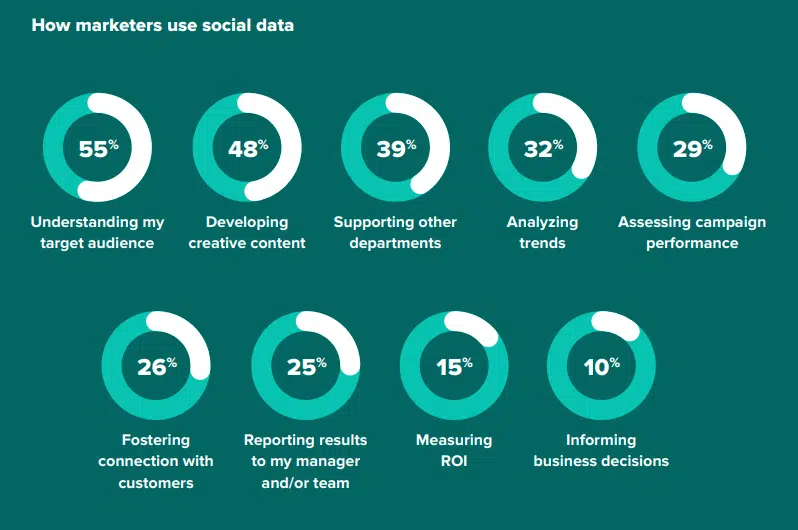 How marketers use social data
55%
48%
39%
32%
29%
Understanding my
target audience
Developing
creative content
Supporting other
departments
Analyzing
trends
Assessing campaign
performance
26%
25%
15%
10%
Fostering
connection with
customers
Reporting results
to my manager
and/or team
Measuring
ROI
Informing
business decisions